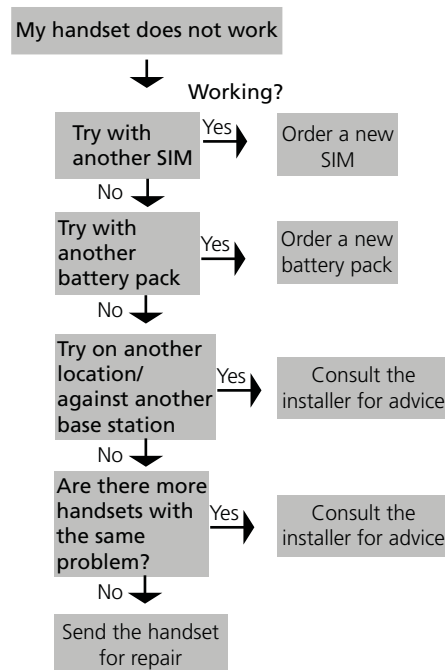 My handset does not work
Working?
Try with
another SIM
Yes
Order a new
SIM
No
Try with
another
battery pack
Yes
Order a new
battery pack
No
Try on another
location/
against another
base station
Yes
Consult the
installer for advice
No
Are there more
handsets with
the same
problem?
Yes
Consult the
installer for advice
No
Send the handset
for repair